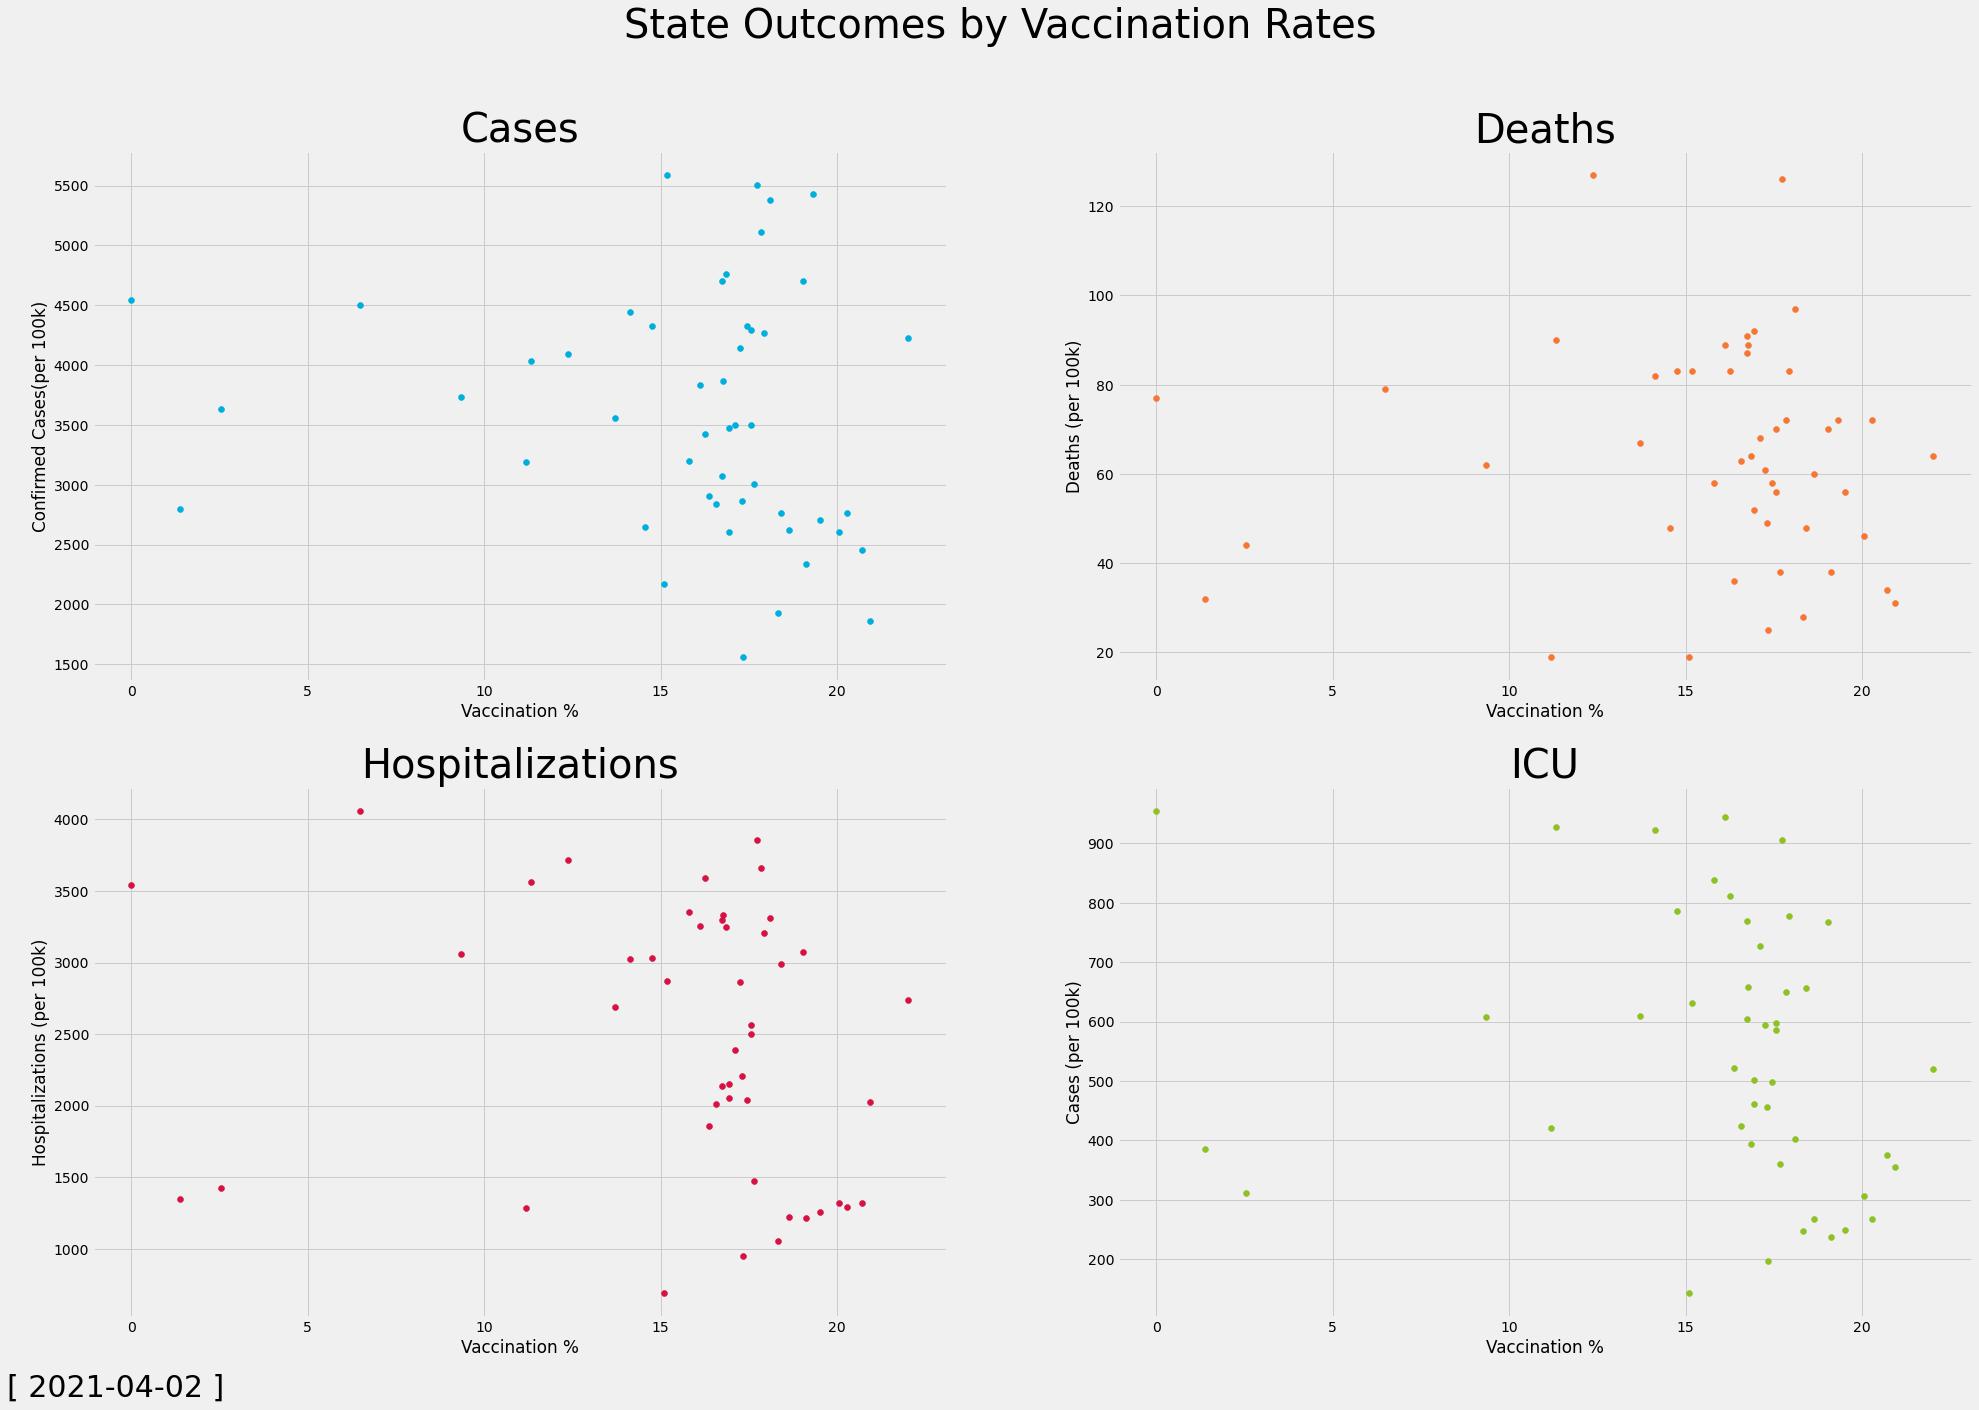 State Outcomes by Vaccination Rates
Cases
5500
5000
4500
4000
3500
3000
2500
2000
1500
Confirmed Cases(per 100k)
0 5 10 15 20
Vaccination %
Deaths
120
100
80
60
40
20
Deaths (per 100k)
0 5 10 15 20
Vaccination %
Hospitalizations
4000
3500
3000
2500
2000
1500
1000
Hospitalizations (per 100k)
0 5 10 15 20
Vaccination %
ICU
900
800
700
600
500
400
300
200
Cases (per 100k)
0 5 10 15 20
Vaccination %
[ 2021-04-02 ]